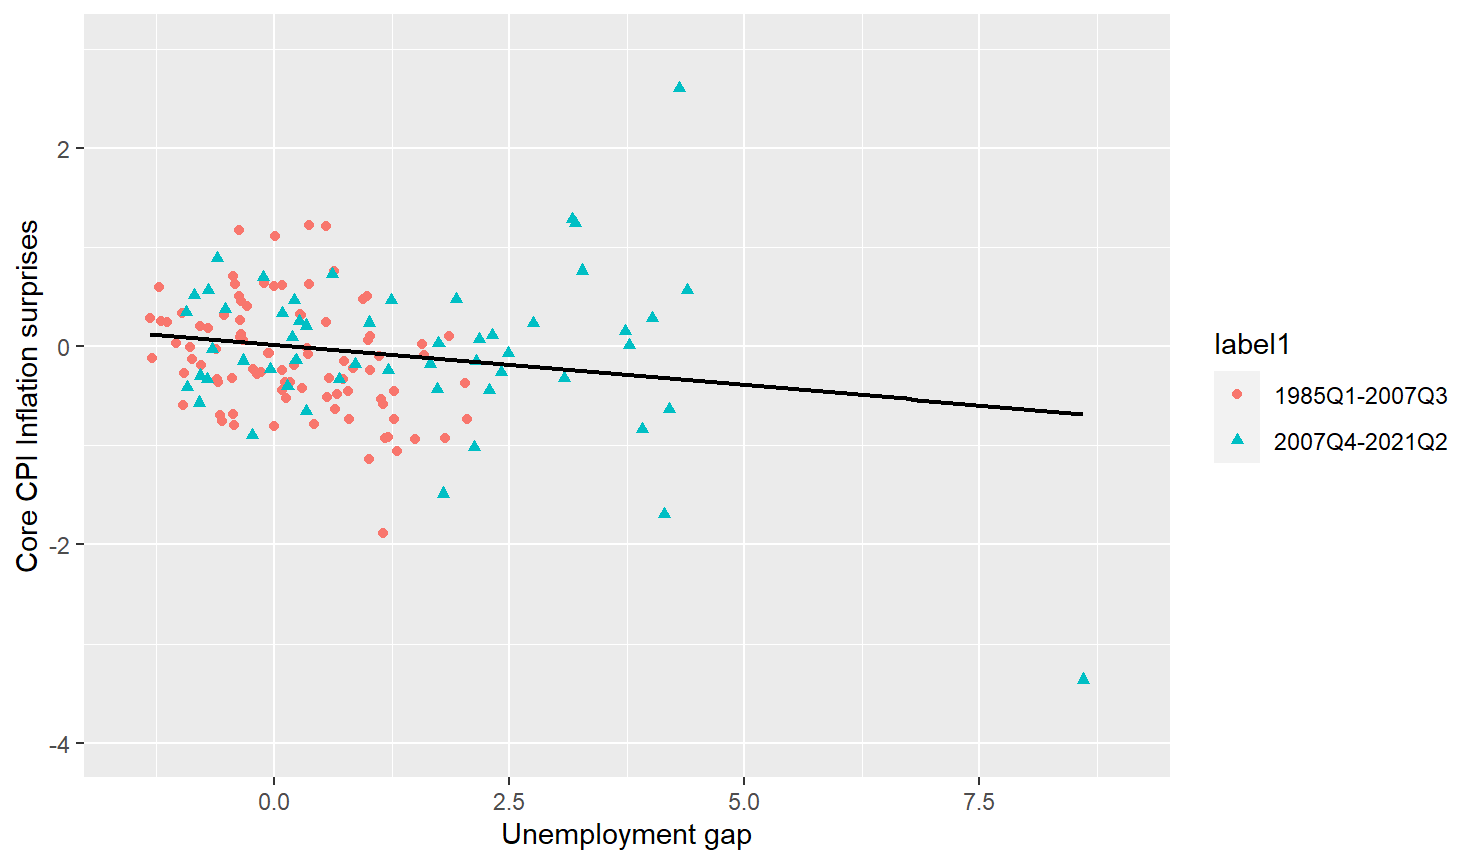 Core CPI Inflation surprises
2
0
-2
-4
0.0
2.5
5.0
7.5
Unemployment gap
label1
1985Q1-2007Q3
2007Q4-2021Q2